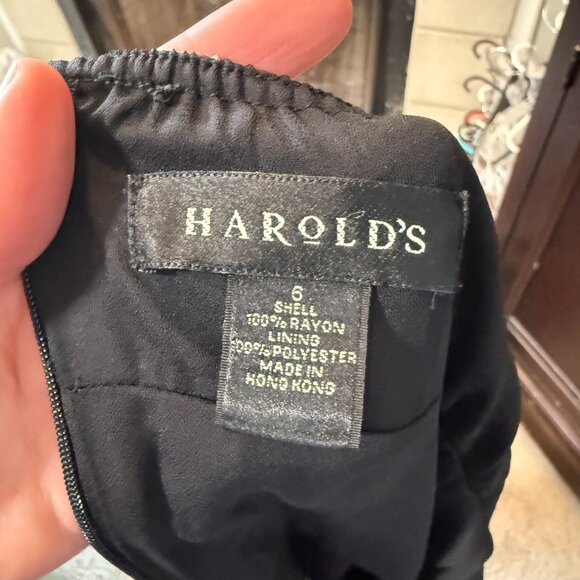 HAROLD'S
6
SHELL
100% RAYON
LINING
100% POLYESTER
MADE IN
HONG KONG